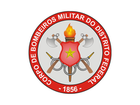 CORPO DE BOMBEIROS MILITAR DO DISTRITO FEDERAL
- 1856 -